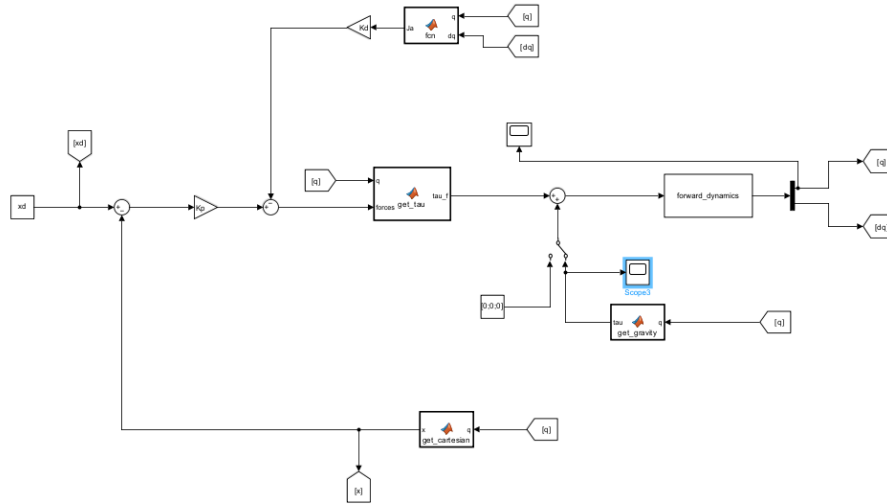 [q]
Kd
Ja
q
dq
fcn
[dq]
[xd]
[q]
[q]
q
forces
get_tau
tau_f
forward_dynamics
xd
Kp
[dq]
Scope3
[0;0;0]
tau
q
get_gravity
[q]
x
q
get_cartesian
[q]
[x]